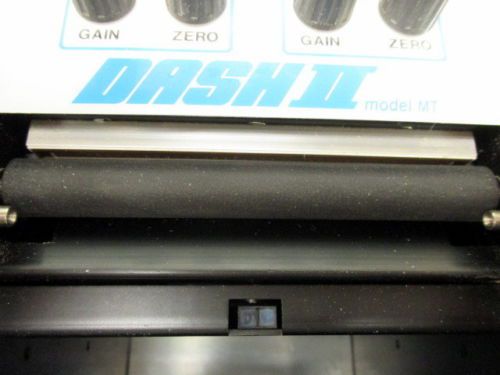 GAIN ZERO GAIN ZERO
DASH II
model MT